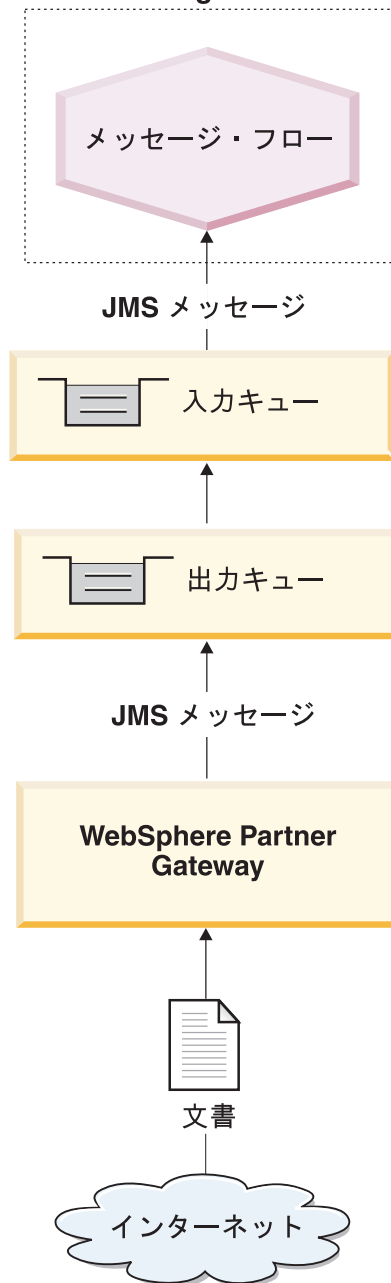 メッセージ・フロー
JMS メッセージ
入力キュー
出力キュー
JMS メッセージ
WebSphere Partner
Gateway
文書
インターネット